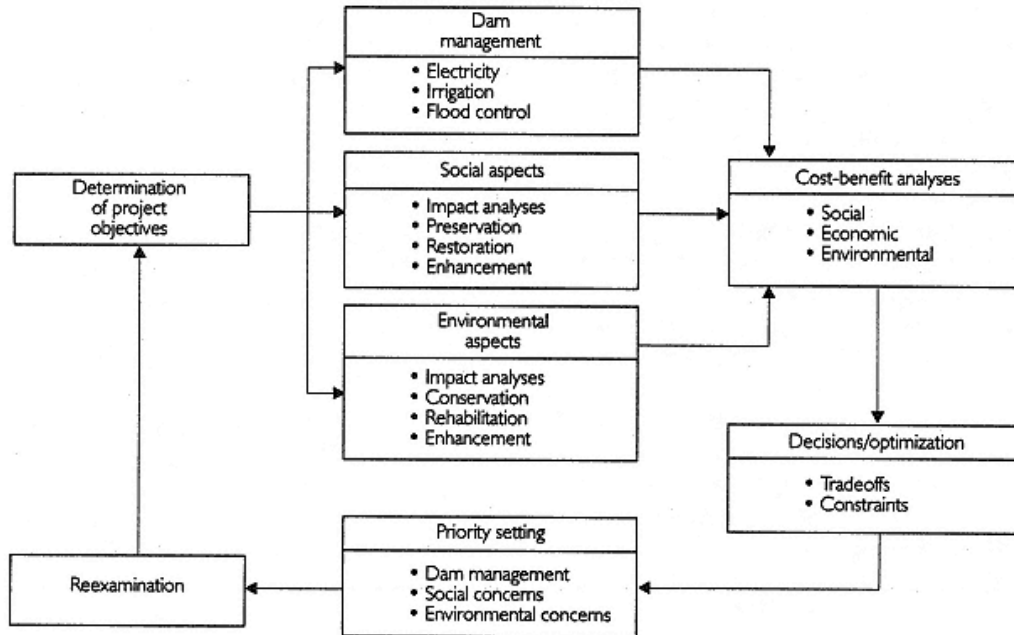 Dam
management
• Electricity
• Irrigation
• Flood control
Determination
of project
objectives
Social aspects
• Impact analyses
• Preservation
• Restoration
• Enhancement
Cost-benefit analyses
• Social
• Economic
• Environmental
Environmental
aspects
• Impact analyses
• Conservation
• Rehabilitation
• Enhancement
Decisions/optimization
• Tradeoffs
• Constraints
Priority setting
• Dam management
• Social concerns
• Environmental concerns
Reexamination